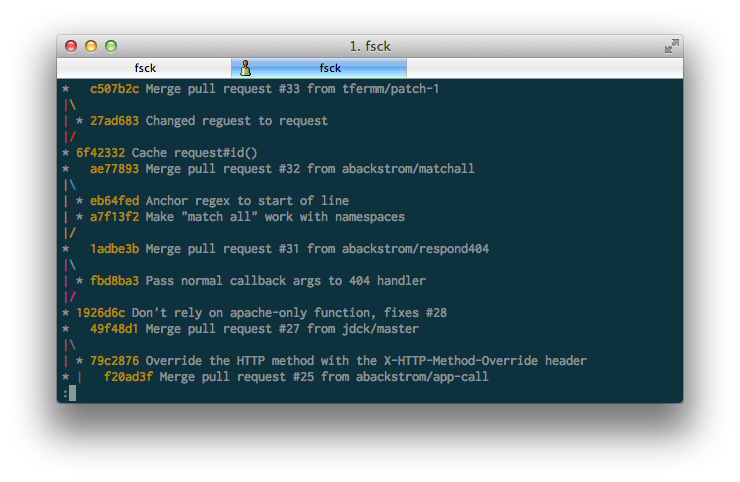 1. fsck
fsck fsck
*   c507b2c Merge pull request #33 from tfermm/patch-1
|\
| * 27ad683 Changed reguest to request
|/
* 6f42332 Cache request#id()
*   ae77893 Merge pull request #32 from abackstrom/matchall
|\
| * eb64fed Anchor regex to start of line
| * a7f13f2 Make "match all" work with namespaces
|/
*   1adbe3b Merge pull request #31 from abackstrom/respond404
|\
| * fbd8ba3 Pass normal callback args to 404 handler
|/
* 1926d6c Don't rely on apache-only function, fixes #28
*   49f48d1 Merge pull request #27 from jdck/master
|\
| * 79c2876 Override the HTTP method with the X-HTTP-Method-Override header
* |   f20ad3f Merge pull request #25 from abackstrom/app-call
: